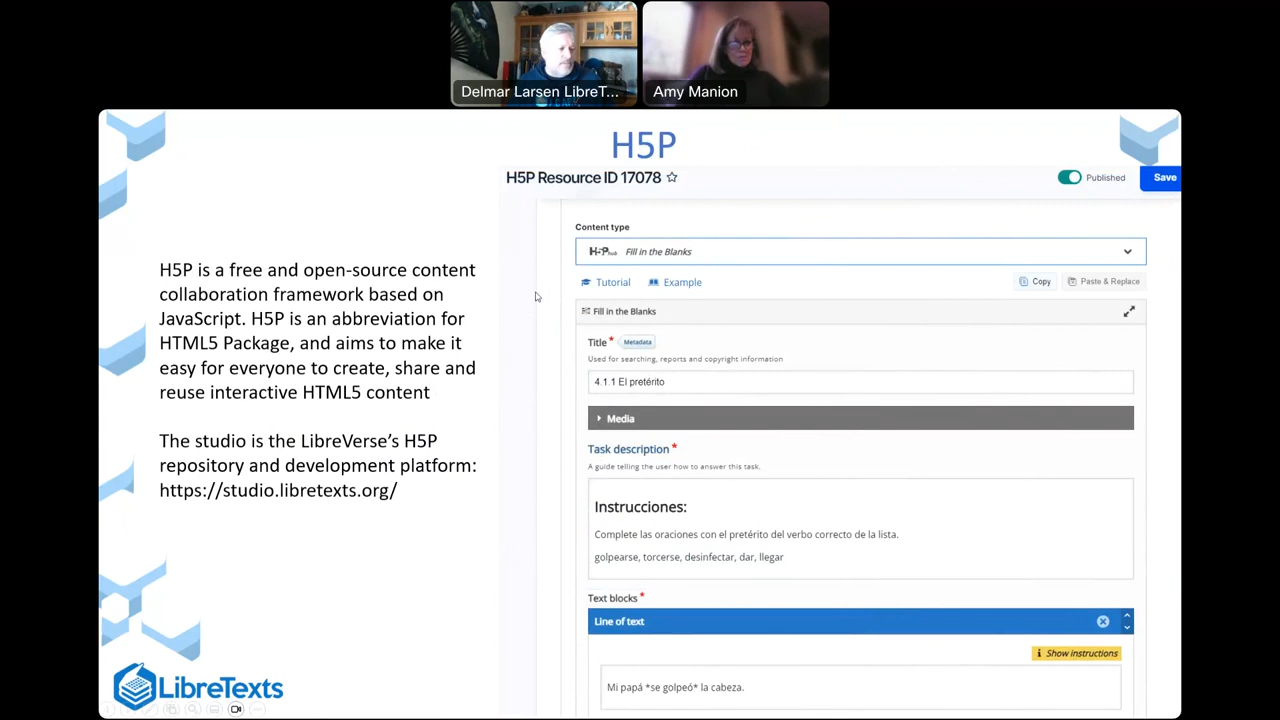 Delmar Larsen LibreT...
Amy Manion
H5P
H5P Resource ID 17078
Published
Save
Content type
H-P hub Fill in the Blanks
Tutorial
Example
Copy
Paste & Replace
Fill in the Blanks
Title * Metadata
Used for searching, reports and copyright information
4.1.1 El pretérito
Media
Task description *
A guide telling the user how to answer this task.
Instrucciones:
Complete las oraciones con el pretérito del verbo correcto de la lista.
golpearse, torcerse, desinfectar, dar, llegar
Text blocks *
Line of text
Show instructions
Mi papá *se golpeó* la cabeza.
H5P is a free and open-source content
collaboration framework based on
JavaScript. H5P is an abbreviation for
HTML5 Package, and aims to make it
easy for everyone to create, share and
reuse interactive HTML5 content
The studio is the LibreVerse’s H5P
repository and development platform:
https://studio.libretexts.org/
LibreTexts